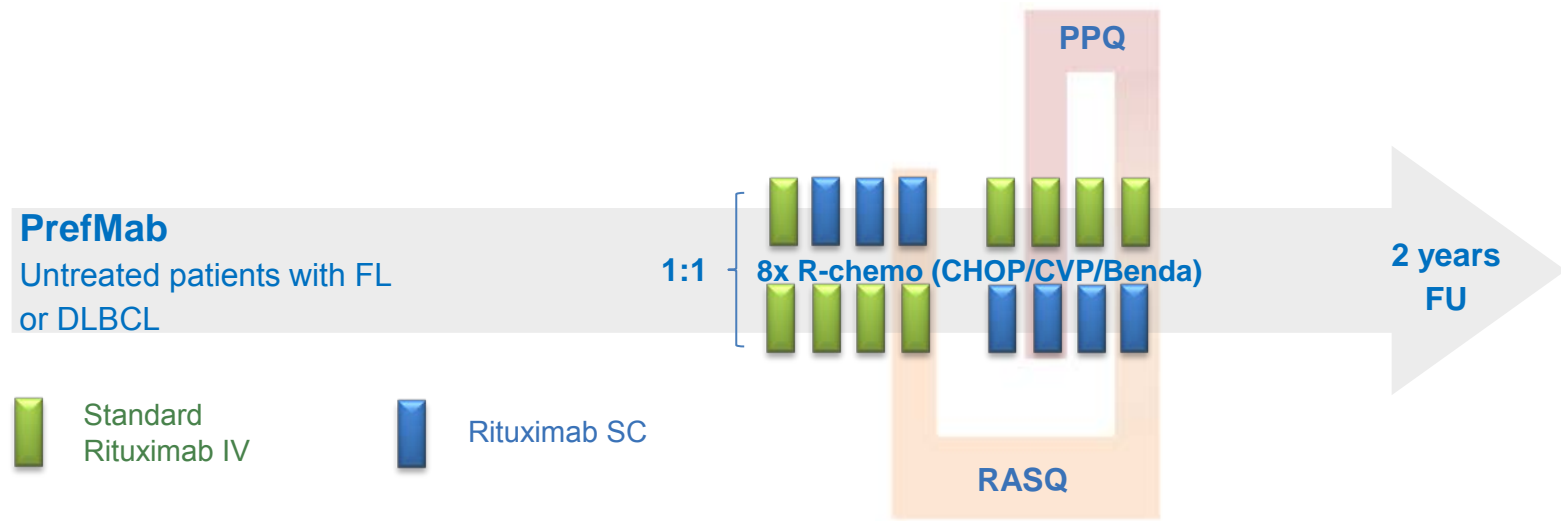 PPQ
PrefMab
Untreated patients with FL
or DLBCL
1:1
8x R-chemo (CHOP/CVP/Benda)
2 years
FU
Standard
Rituximab IV
Rituximab SC
RASQ